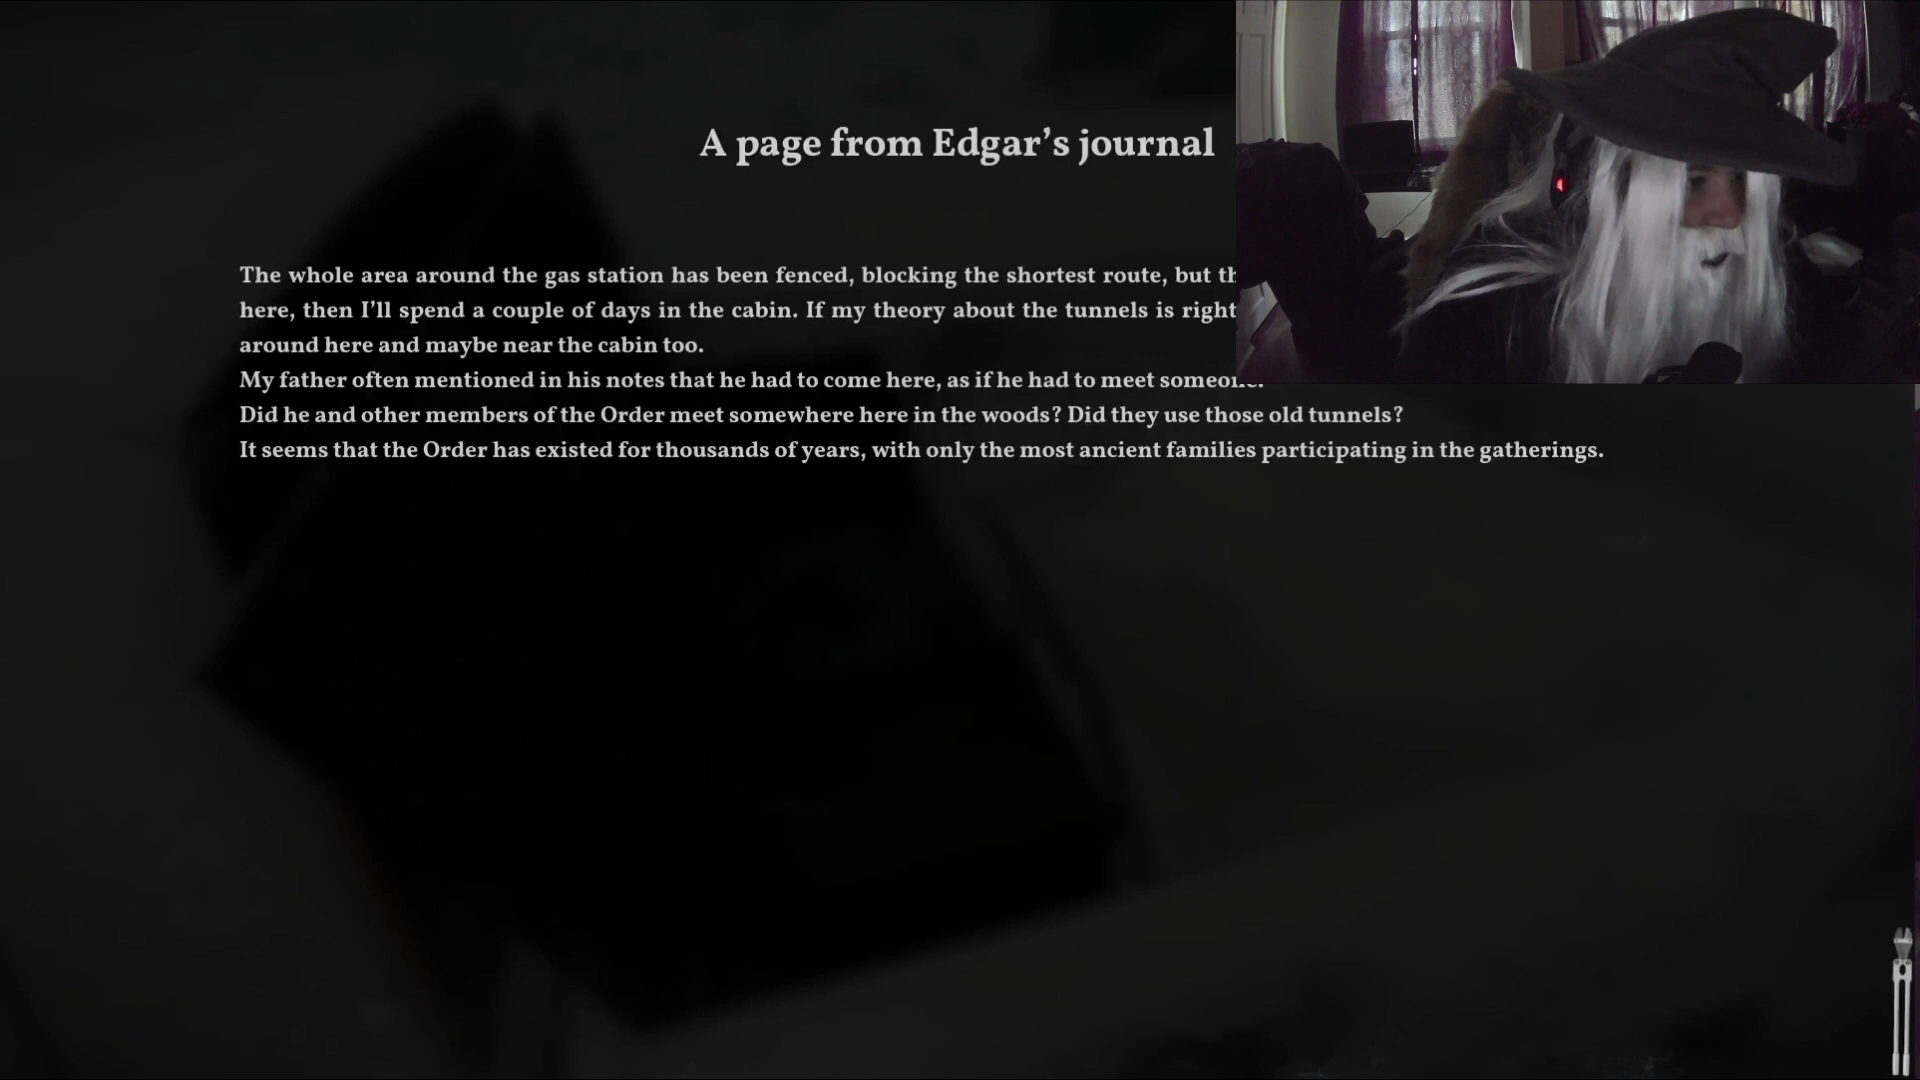 A page from Edgar’s journal
The whole area around the gas station has been fenced, blocking the shortest route, but
here, then I’ll spend a couple of days in the cabin. If my theory about the tunnels is right
around here and maybe near the cabin too.
My father often mentioned in his notes that he had to come here, as if he had to meet someone.
Did he and other members of the Order meet somewhere here in the woods? Did they use those old tunnels?
It seems that the Order has existed for thousands of years, with only the most ancient families participating in the gatherings.